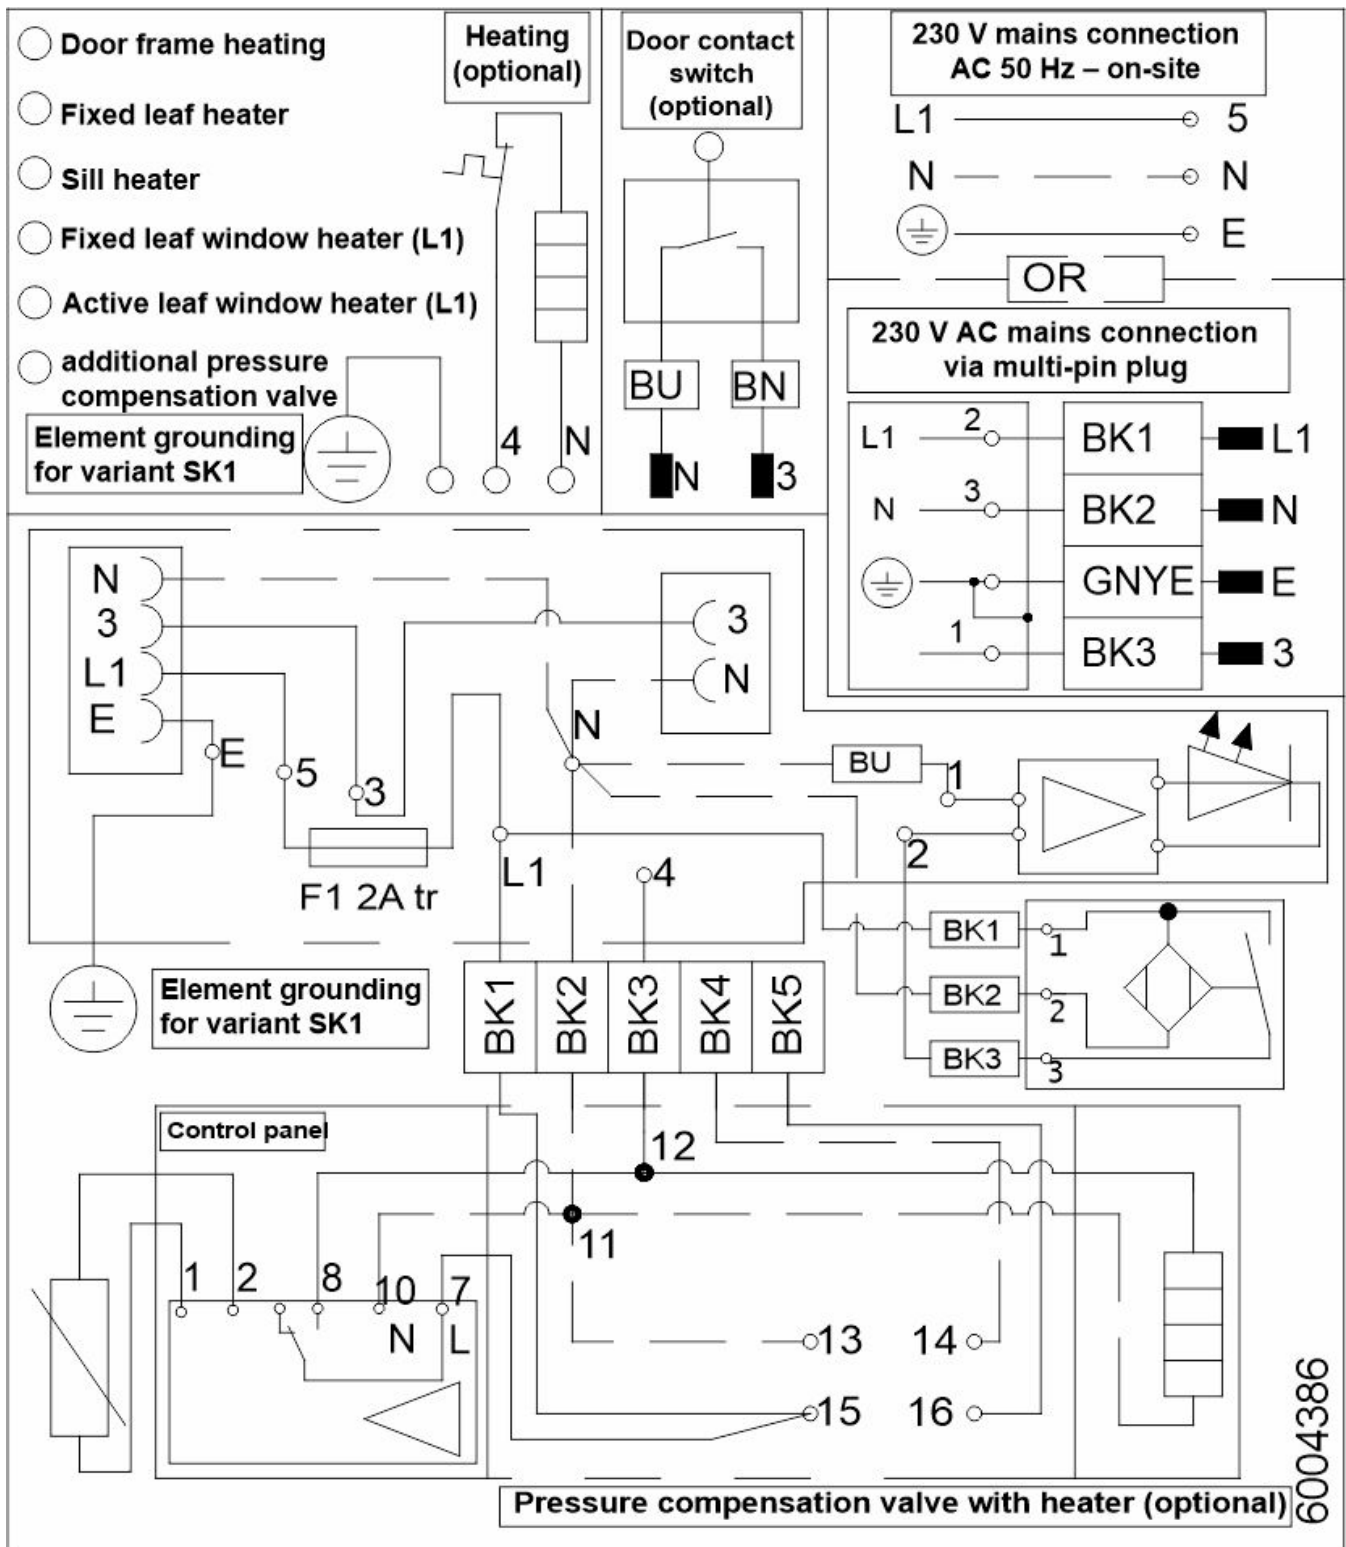 Door frame heating
Fixed leaf heater
Sill heater
Fixed leaf window heater (L1)
Active leaf window heater (L1)
additional pressure
compensation valve
Element grounding
for variant SK1
Heating
(optional)
4
N
Door contact
switch
(optional)
BU
BN
N
3
230 V mains connection
AC 50 Hz – on-site
L1
5
N
N
E
OR
230 V AC mains connection
via multi-pin plug
L1
2
BK1
L1
N
3
BK2
N
GNYE
E
1
BK3
3
N
3
L1
E
E
5
3
F1 2A tr
3
N
N
L1
4
BU
1
2
BK1
1
BK2
2
BK3
3
Element grounding
for variant SK1
BK1
BK2
BK3
BK4
BK5
Control panel
12
11
1
2
8
10
7
N
L
13
14
15
16
Pressure compensation valve with heater (optional)
6004386